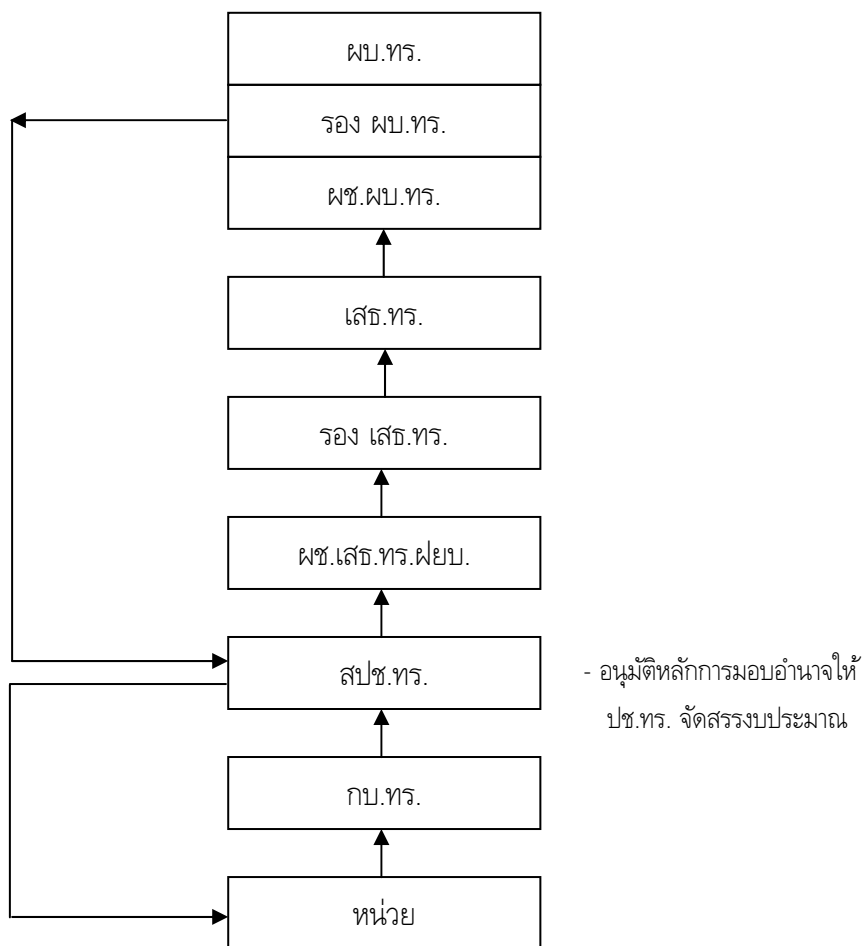 ผบ.ทร.
รอง ผบ.ทร.
ผช.ผบ.ทร.
เสธ.ทร.
รอง เสธ.ทร.
ผช.เสธ.ทร.ฝยบ.
สปช.ทร.
- อนุมัติหลักการมอบอำนาจให้
ปช.ทร. จัดสรรงบประมาณ
กบ.ทร.
หน่วย